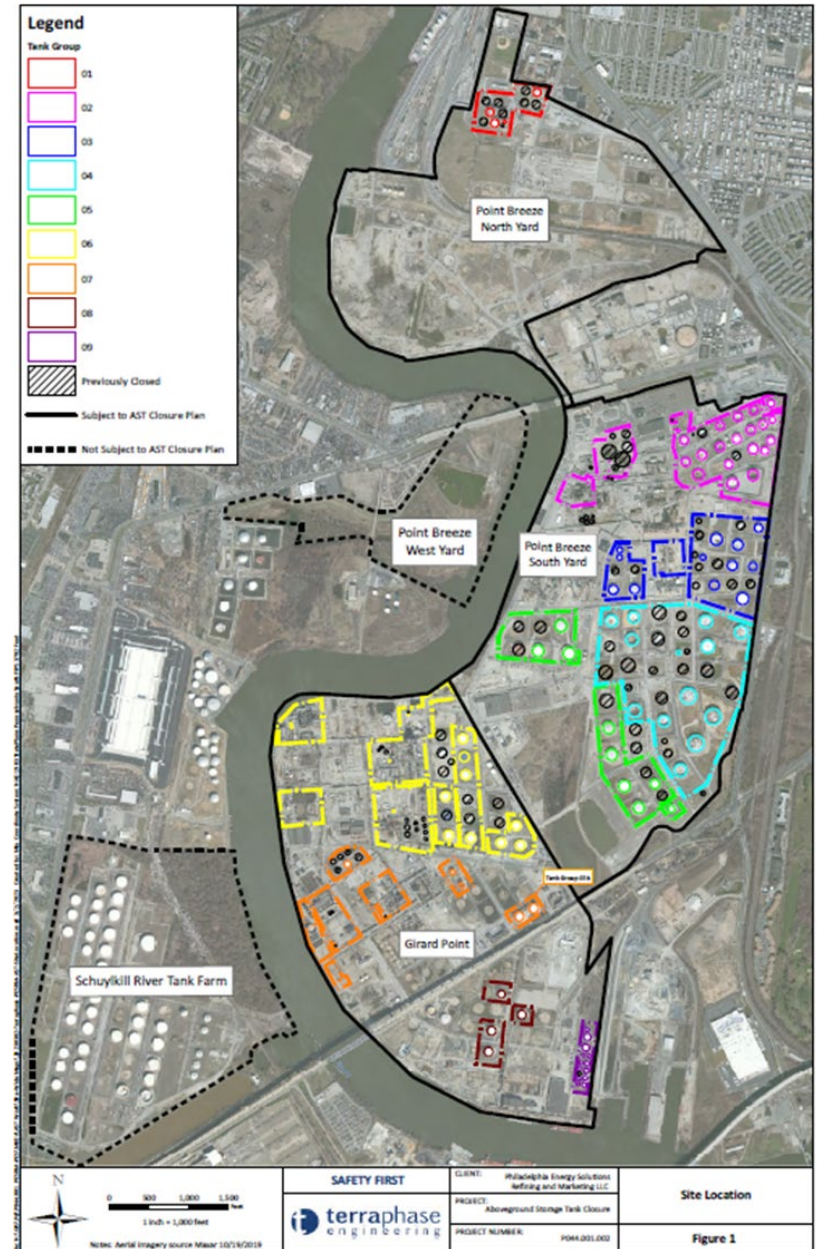 Legend
Tank Group
01
02
03
04
05
06
07
08
09
Previously Closed
Subject to AST Closure Plan
Not Subject to AST Closure Plan
Point Breeze
North Yard
Point Breeze
West Yard
Point Breeze
South Yard
Girard Point
Schuylkill River Tank Farm
N
0 500 1,000 1,500
feet
1 inch = 1,000 feet
Notes: Aerial imagery source Maxar 10/19/2019
SAFETY FIRST
terraphase
engineering
CLIENT: Philadelphia Energy Solutions
Refining and Marketing LLC
PROJECT:
Aboveground Storage Tank Closure
PROJECT NUMBER: P044.001.002
Site Location
Figure 1